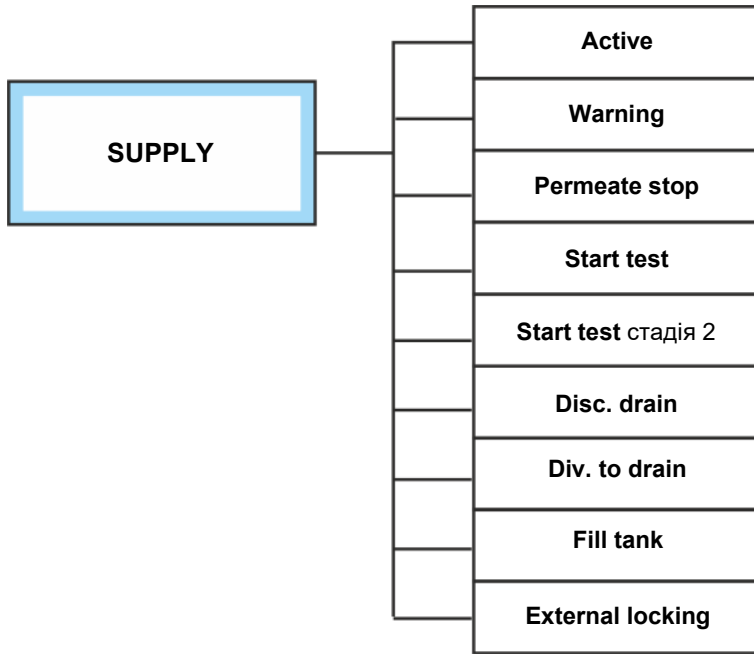 SUPPLY
Active
Warning
Permeate stop
Start test
Start test стадія 2
Disc. drain
Div. to drain
Fill tank
External locking